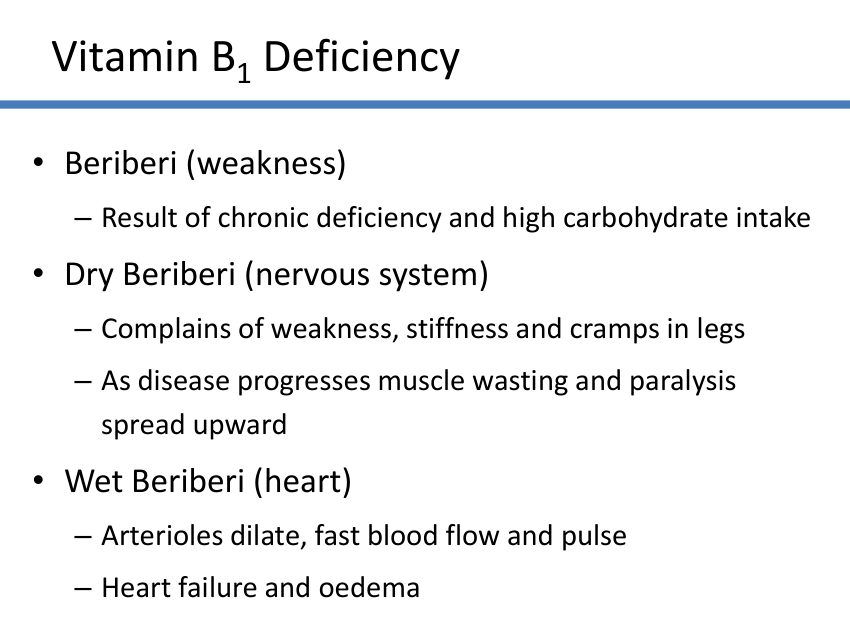 Vitamin B1 Deficiency
• Beriberi (weakness)
– Result of chronic deficiency and high carbohydrate intake
• Dry Beriberi (nervous system)
– Complains of weakness, stiffness and cramps in legs
– As disease progresses muscle wasting and paralysis
spread upward
• Wet Beriberi (heart)
– Arterioles dilate, fast blood flow and pulse
– Heart failure and oedema